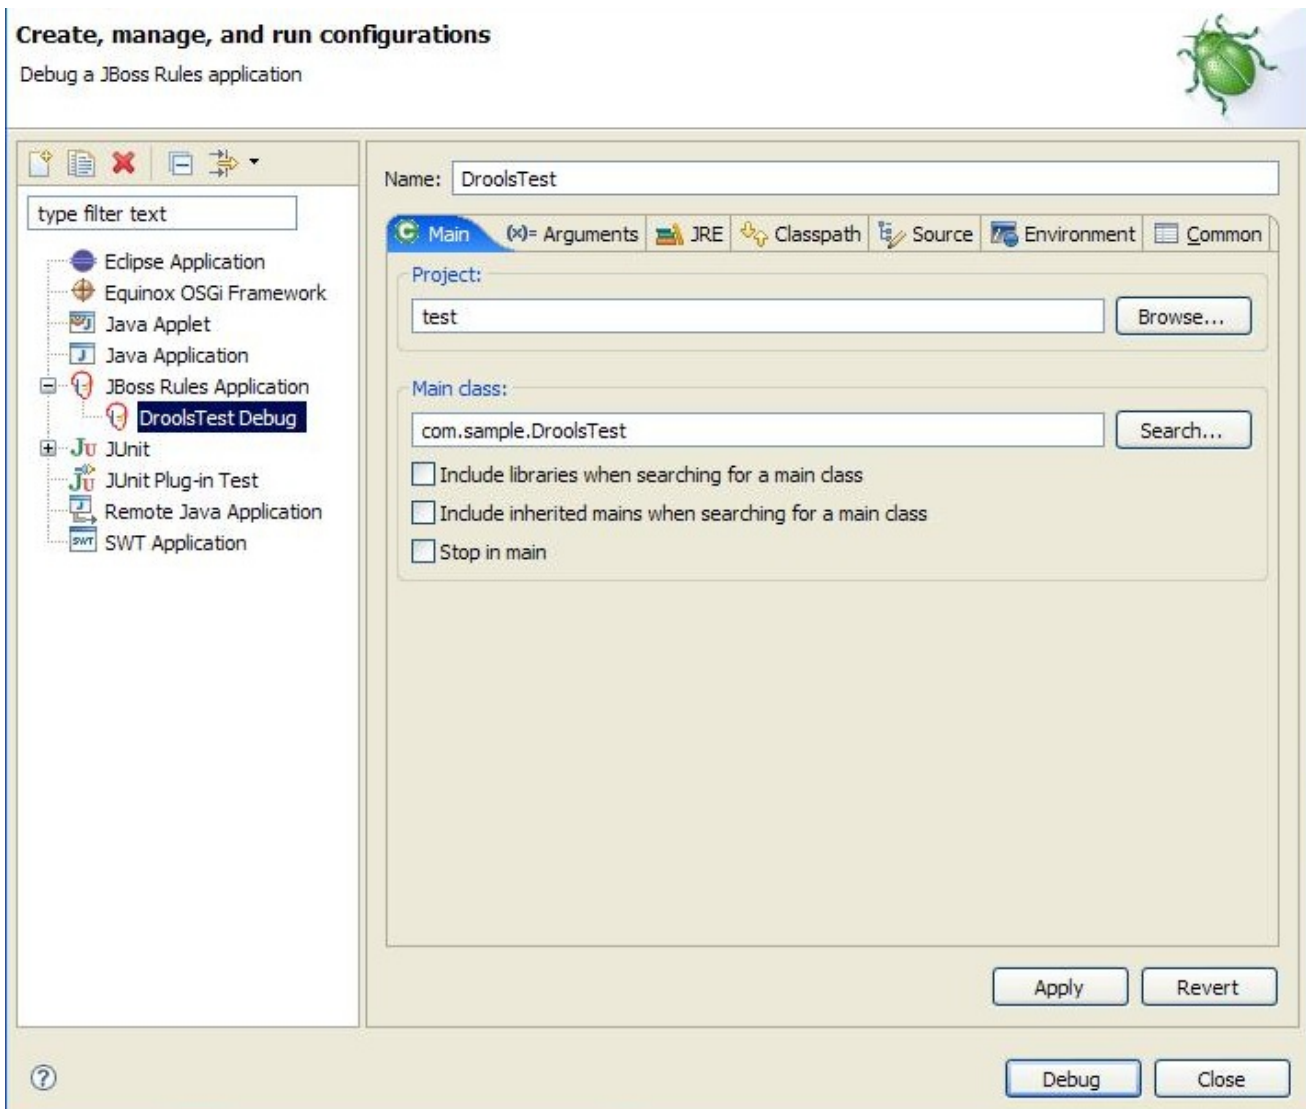 Create, manage, and run configurations
Debug a JBoss Rules application
type filter text
Eclipse Application
Equinox OSGi Framework
Java Applet
Java Application
JBoss Rules Application
DroolsTest Debug
JUnit
JUnit Plug-in Test
Remote Java Application
SWT Application
Name: DroolsTest
Main (x)= Arguments JRE Classpath Source Environment Common
Project:
test Browse...
Main class:
com.sample.DroolsTest Search...
Include libraries when searching for a main class
Include inherited mains when searching for a main class
Stop in main
Apply Revert
? Debug Close